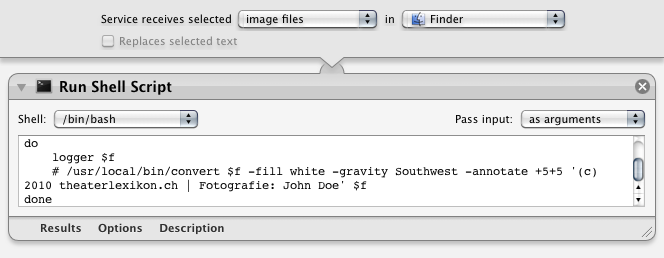 Service receives selected image files in Finder
Replaces selected text
Run Shell Script
Shell: /bin/bash Pass input: as arguments
do
logger $f
# /usr/local/bin/convert $f -fill white -gravity Southwest -annotate +5+5 '(c)
2010 theaterlexikon.ch | Fotografie: John Doe' $f
done
Results Options Description